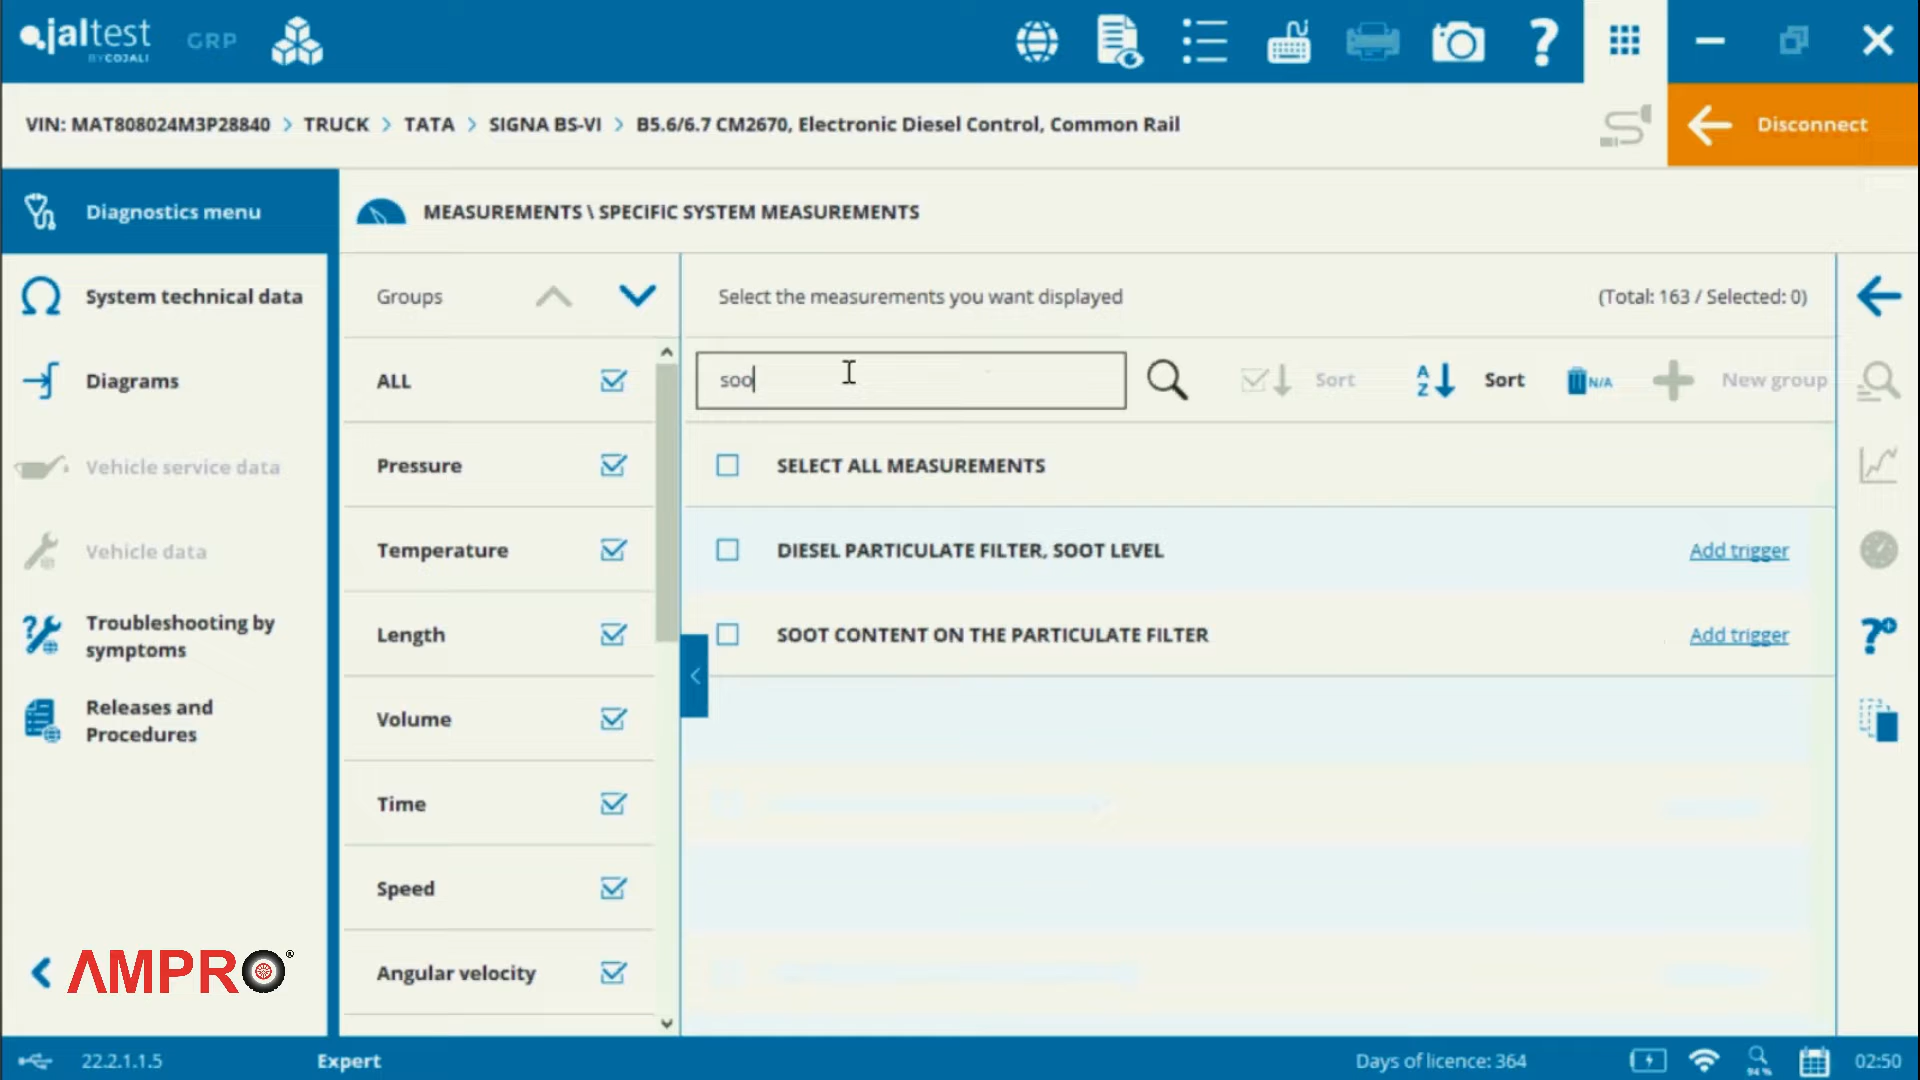 jaltest
BY COJALI
GRP
VIN: MAT808024M3P28840 > TRUCK > TATA > SIGNA BS-VI > B5.6/6.7 CM2670, Electronic Diesel Control, Common Rail
Disconnect
Diagnostics menu
MEASUREMENTS \ SPECIFIC SYSTEM MEASUREMENTS
System technical data
Groups
Select the measurements you want displayed
(Total: 163 / Selected: 0)
Diagrams
ALL
soo
Sort
A
Z
Sort
N/A
New group
Vehicle service data
Pressure
SELECT ALL MEASUREMENTS
Vehicle data
Temperature
DIESEL PARTICULATE FILTER, SOOT LEVEL
Add trigger
Troubleshooting by
symptoms
Length
SOOT CONTENT ON THE PARTICULATE FILTER
Add trigger
Releases and
Procedures
Volume
Time
Speed
AMPRO®
Angular velocity
22.2.1.1.5
Expert
Days of licence: 364
94 %
02:50